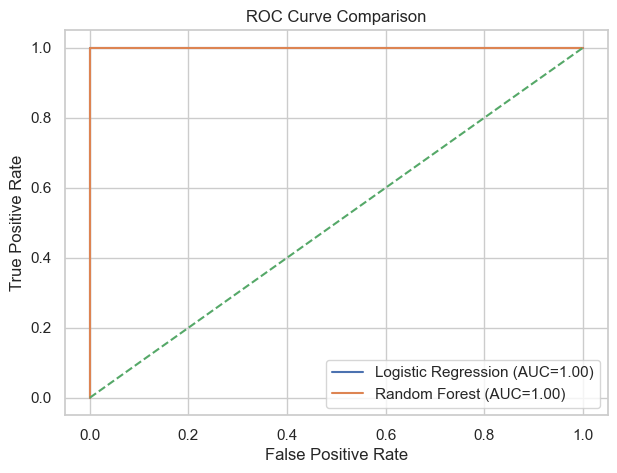 ROC Curve Comparison
1.0
0.8
0.6
0.4
0.2
0.0
True Positive Rate
Logistic Regression (AUC=1.00)
Random Forest (AUC=1.00)
0.0 0.2 0.4 0.6 0.8 1.0
False Positive Rate